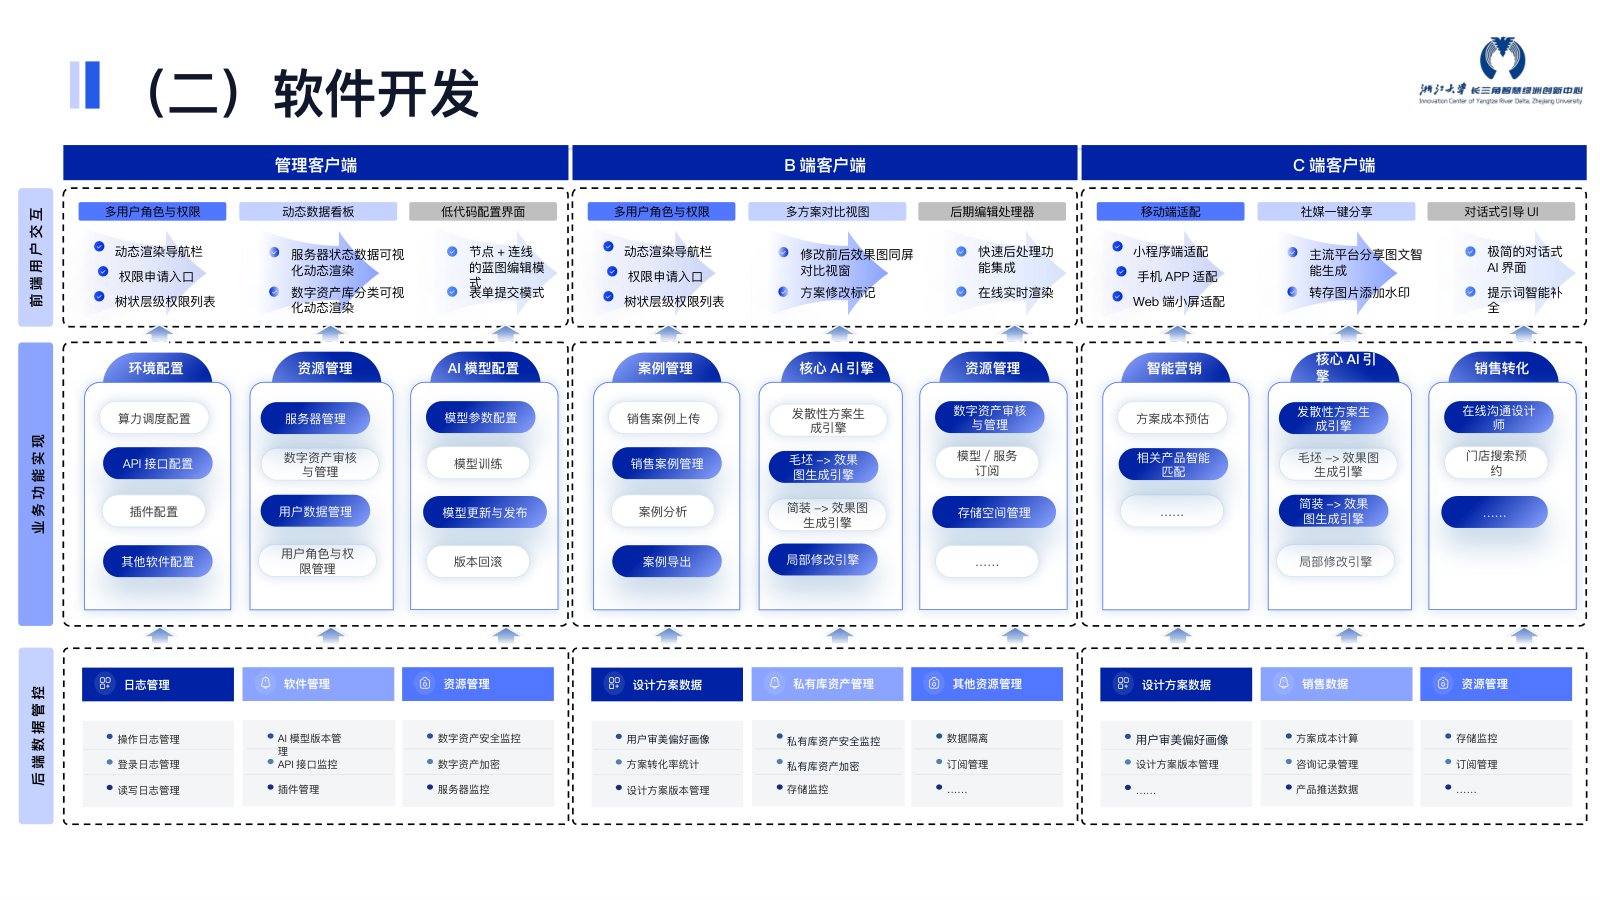 （二）软件开发
浙江大学 长三角智慧绿洲创新中心
Innovation Center of Yangtze River Delta, Zhejiang University
管理客户端
B 端客户端
C 端客户端
前端用户交互
多用户角色与权限
动态渲染导航栏
权限申请入口
树状层级权限列表
动态数据看板
服务器状态数据可视
化动态渲染
数字资产库分类可视
化动态渲染
低代码配置界面
节点 + 连线
的蓝图编辑模
式
表单提交模式
多用户角色与权限
动态渲染导航栏
权限申请入口
树状层级权限列表
多方案对比视图
修改前后效果图同屏
对比视窗
方案修改标记
后期编辑处理器
快速后处理功
能集成
在线实时渲染
移动端适配
小程序端适配
手机 APP 适配
Web 端小屏适配
社媒一键分享
主流平台分享图文智
能生成
转存图片添加水印
对话式引导 UI
极简的对话式
AI 界面
提示词智能补
全
业务功能实现
环境配置
算力调度配置
API 接口配置
插件配置
其他软件配置
资源管理
服务器管理
数字资产审核
与管理
用户数据管理
用户角色与权
限管理
AI 模型配置
模型参数配置
模型训练
模型更新与发布
版本回滚
案例管理
销售案例上传
销售案例管理
案例分析
案例导出
核心 AI 引擎
发散性方案生
成引擎
毛坯 –> 效果
图生成引擎
简装 –> 效果图
生成引擎
局部修改引擎
资源管理
数字资产审核
与管理
模型 / 服务
订阅
存储空间管理
……
智能营销
方案成本预估
相关产品智能
匹配
……
核心 AI 引
擎
发散性方案生
成引擎
毛坯 –> 效果图
生成引擎
简装 –> 效果
图生成引擎
局部修改引擎
销售转化
在线沟通设计
师
门店搜索预
约
……
后端数据管控
日志管理
操作日志管理
登录日志管理
读写日志管理
软件管理
AI 模型版本管
理
API 接口监控
插件管理
资源管理
数字资产安全监控
数字资产加密
服务器监控
设计方案数据
用户审美偏好画像
方案转化率统计
设计方案版本管理
私有库资产管理
私有库资产安全监控
私有库资产加密
存储监控
其他资源管理
数据隔离
订阅管理
……
设计方案数据
用户审美偏好画像
设计方案版本管理
……
销售数据
方案成本计算
咨询记录管理
产品推送数据
资源管理
存储监控
订阅管理
……